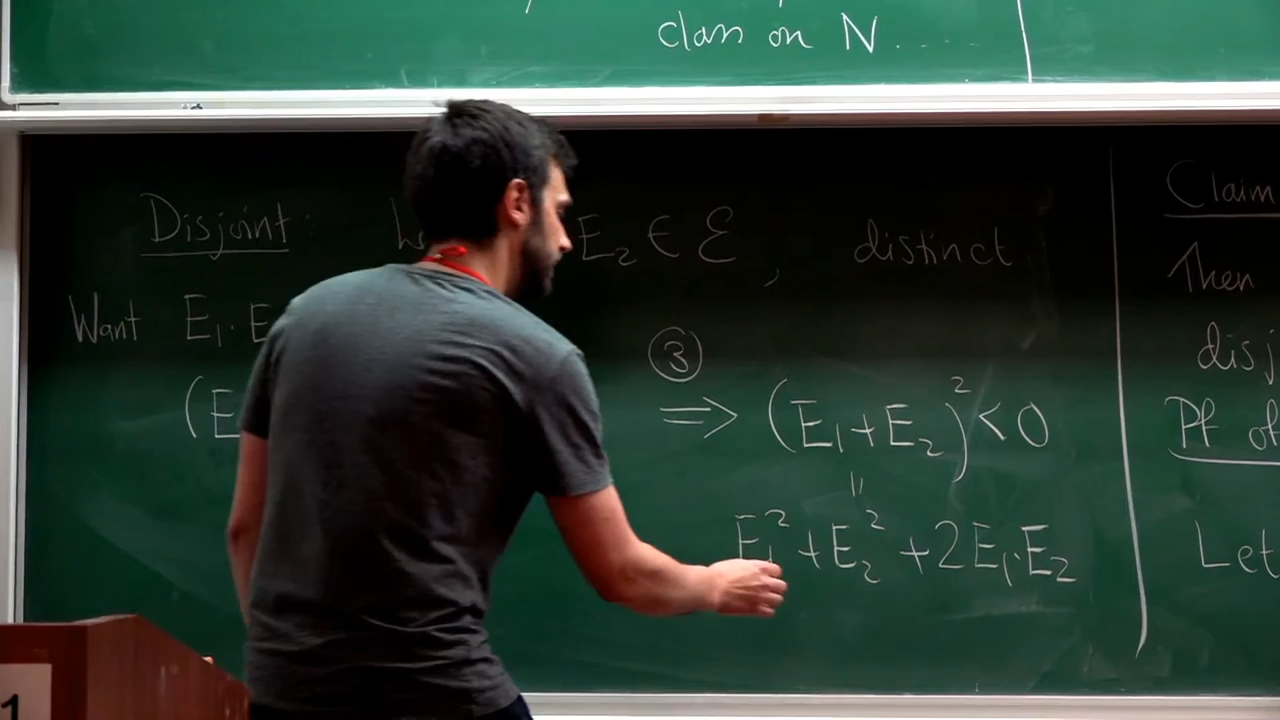 class on N.....
Disjoint: E₂ ∈ ℰ, distinct
Want E₁·E
(E
③
⇒ (E₁+E₂)² < 0
॥
E₁² + E₂² + 2E₁·E₂
Claim
Then
disj
Pf of
Let
1